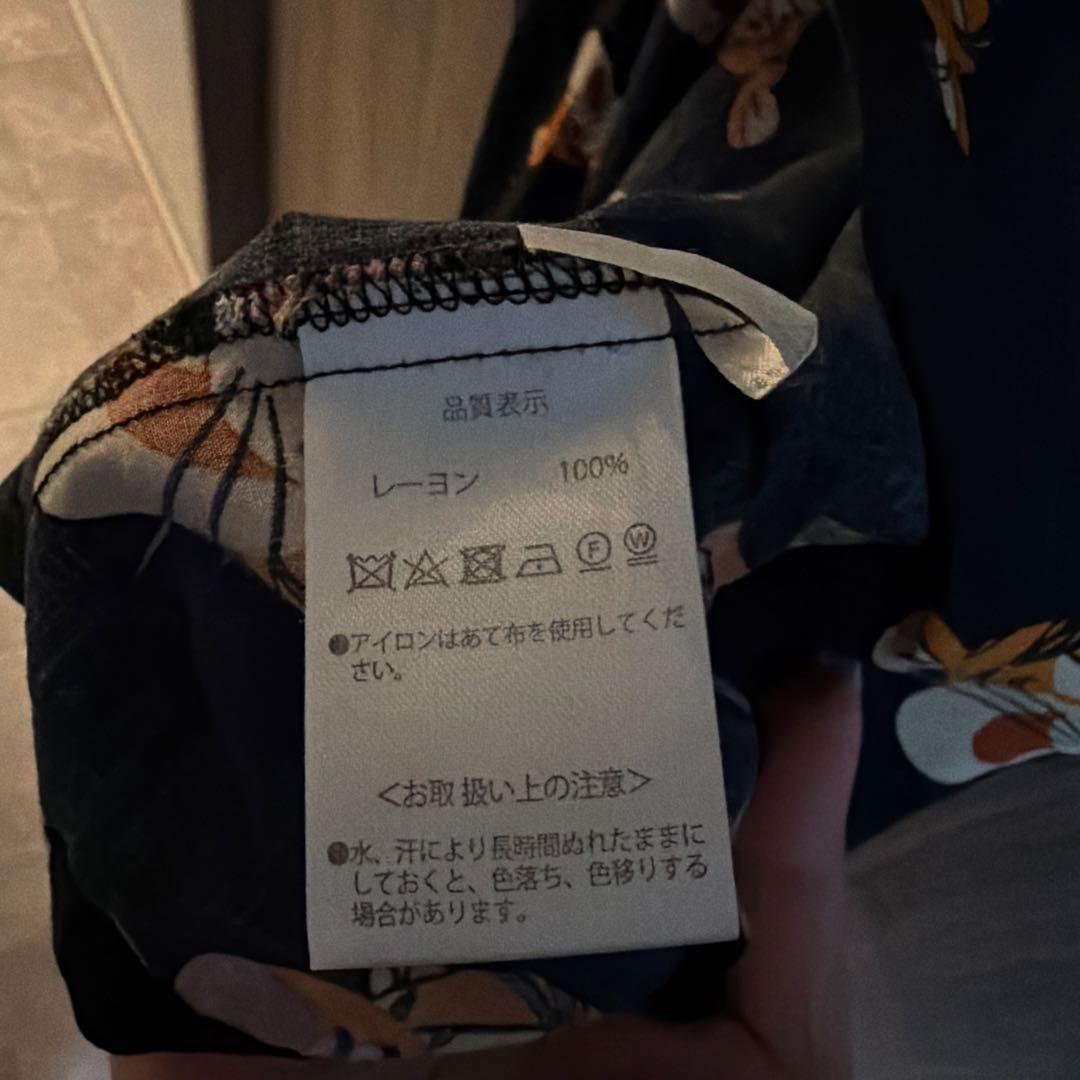 品質表示
レーヨン 100%
F W
●アイロンはあて布を使用してくだ
さい。
<お取扱い上の注意>
●水、汗により長時間ぬれたままに
しておくと、色落ち、色移りする
場合があります。